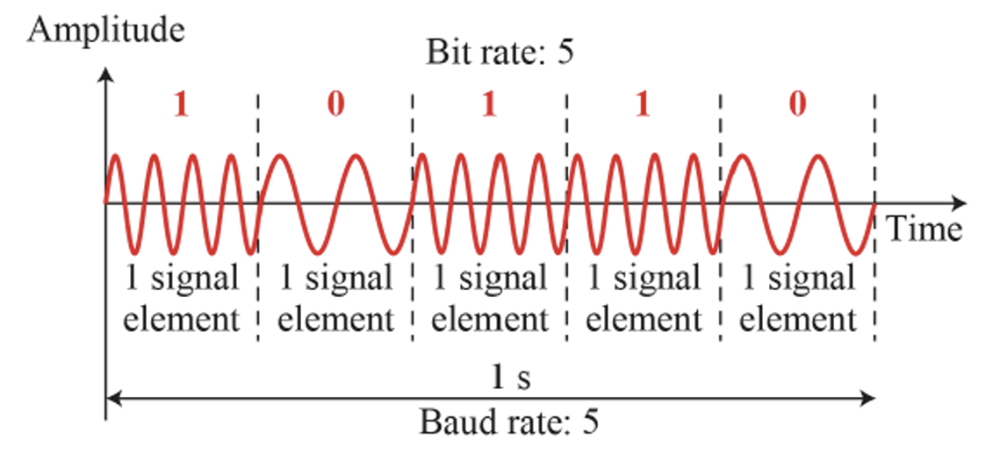 Amplitude
Bit rate: 5
1 0 1 1 0
Time
1 signal element
1 signal element
1 signal element
1 signal element
1 signal element
1 s
Baud rate: 5